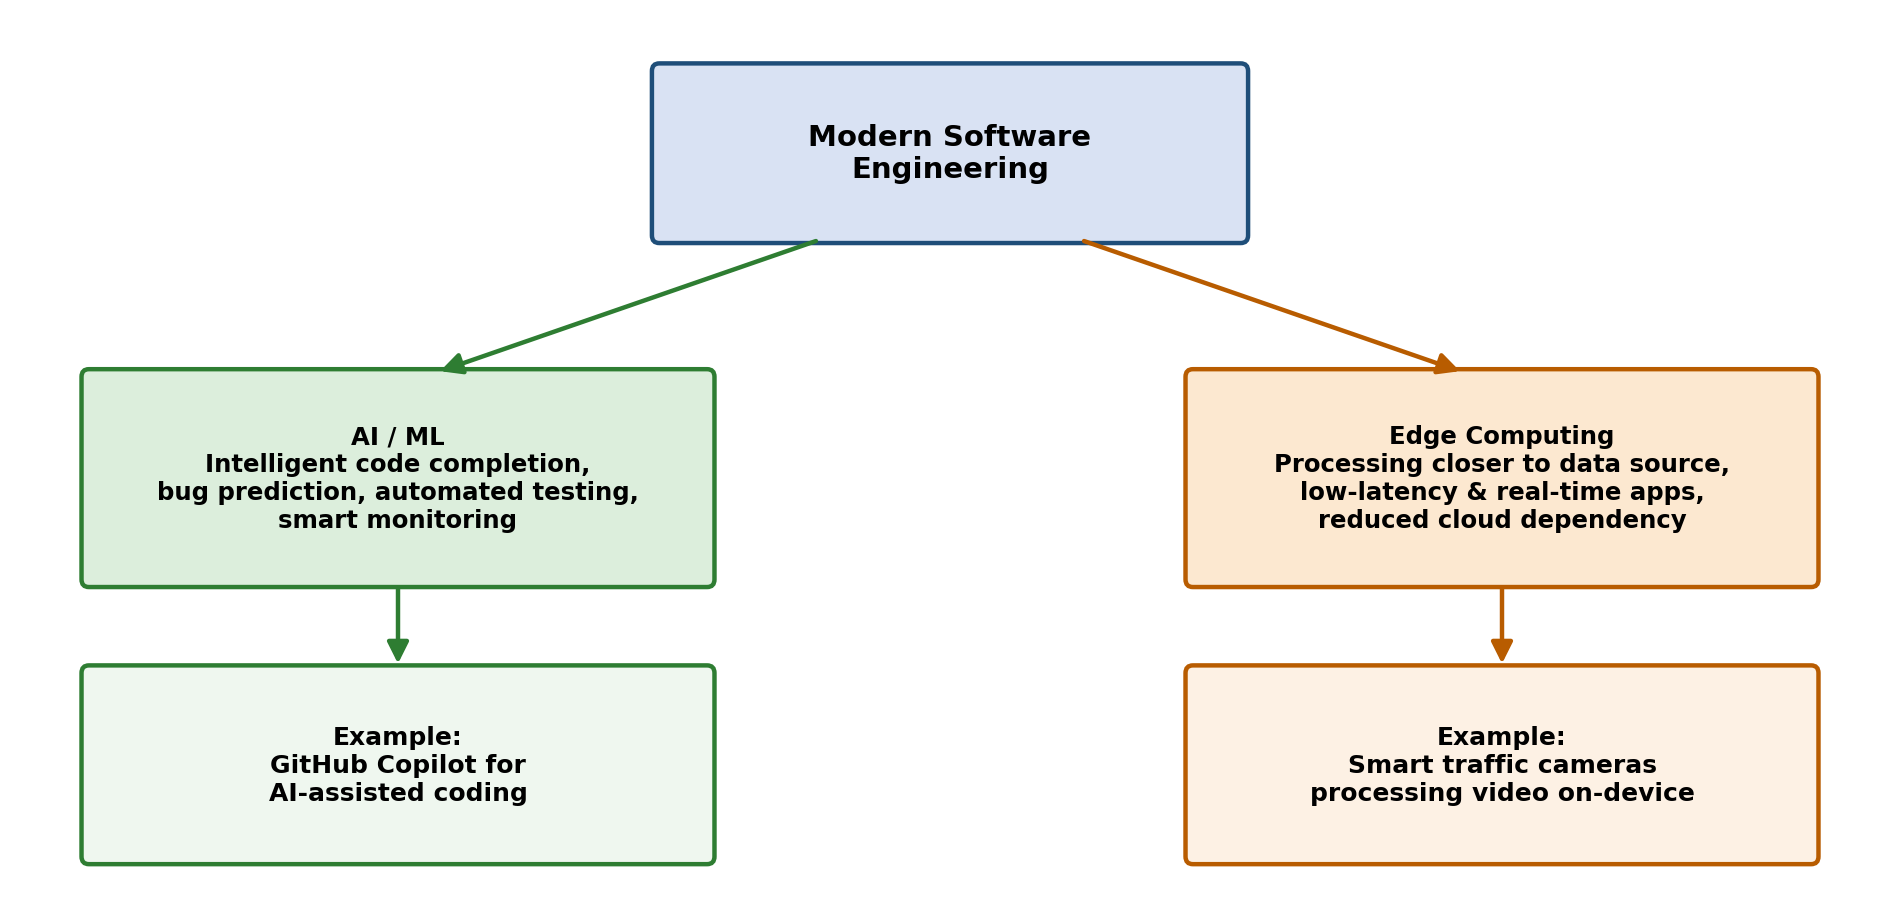 Modern Software
Engineering
AI / ML
Intelligent code completion,
bug prediction, automated testing,
smart monitoring
Edge Computing
Processing closer to data source,
low-latency & real-time apps,
reduced cloud dependency
Example:
GitHub Copilot for
AI-assisted coding
Example:
Smart traffic cameras
processing video on-device